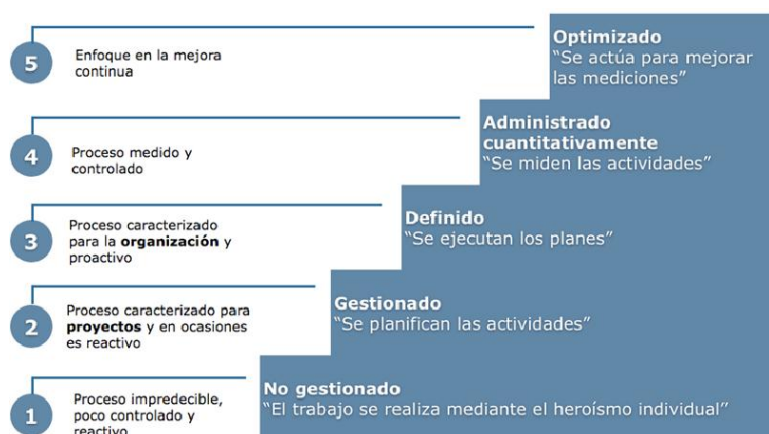 5
Enfoque en la mejora
continua
Optimizado
“Se actúa para mejorar
las mediciones”
4
Proceso medido y
controlado
Administrado
cuantitativamente
“Se miden las actividades”
3
Proceso caracterizado
para la organización y
proactivo
Definido
“Se ejecutan los planes”
2
Proceso caracterizado para
proyectos y en ocasiones
es reactivo
Gestionado
“Se planifican las actividades”
1
Proceso impredecible,
poco controlado y
reactivo
No gestionado
“El trabajo se realiza mediante el heroísmo individual”